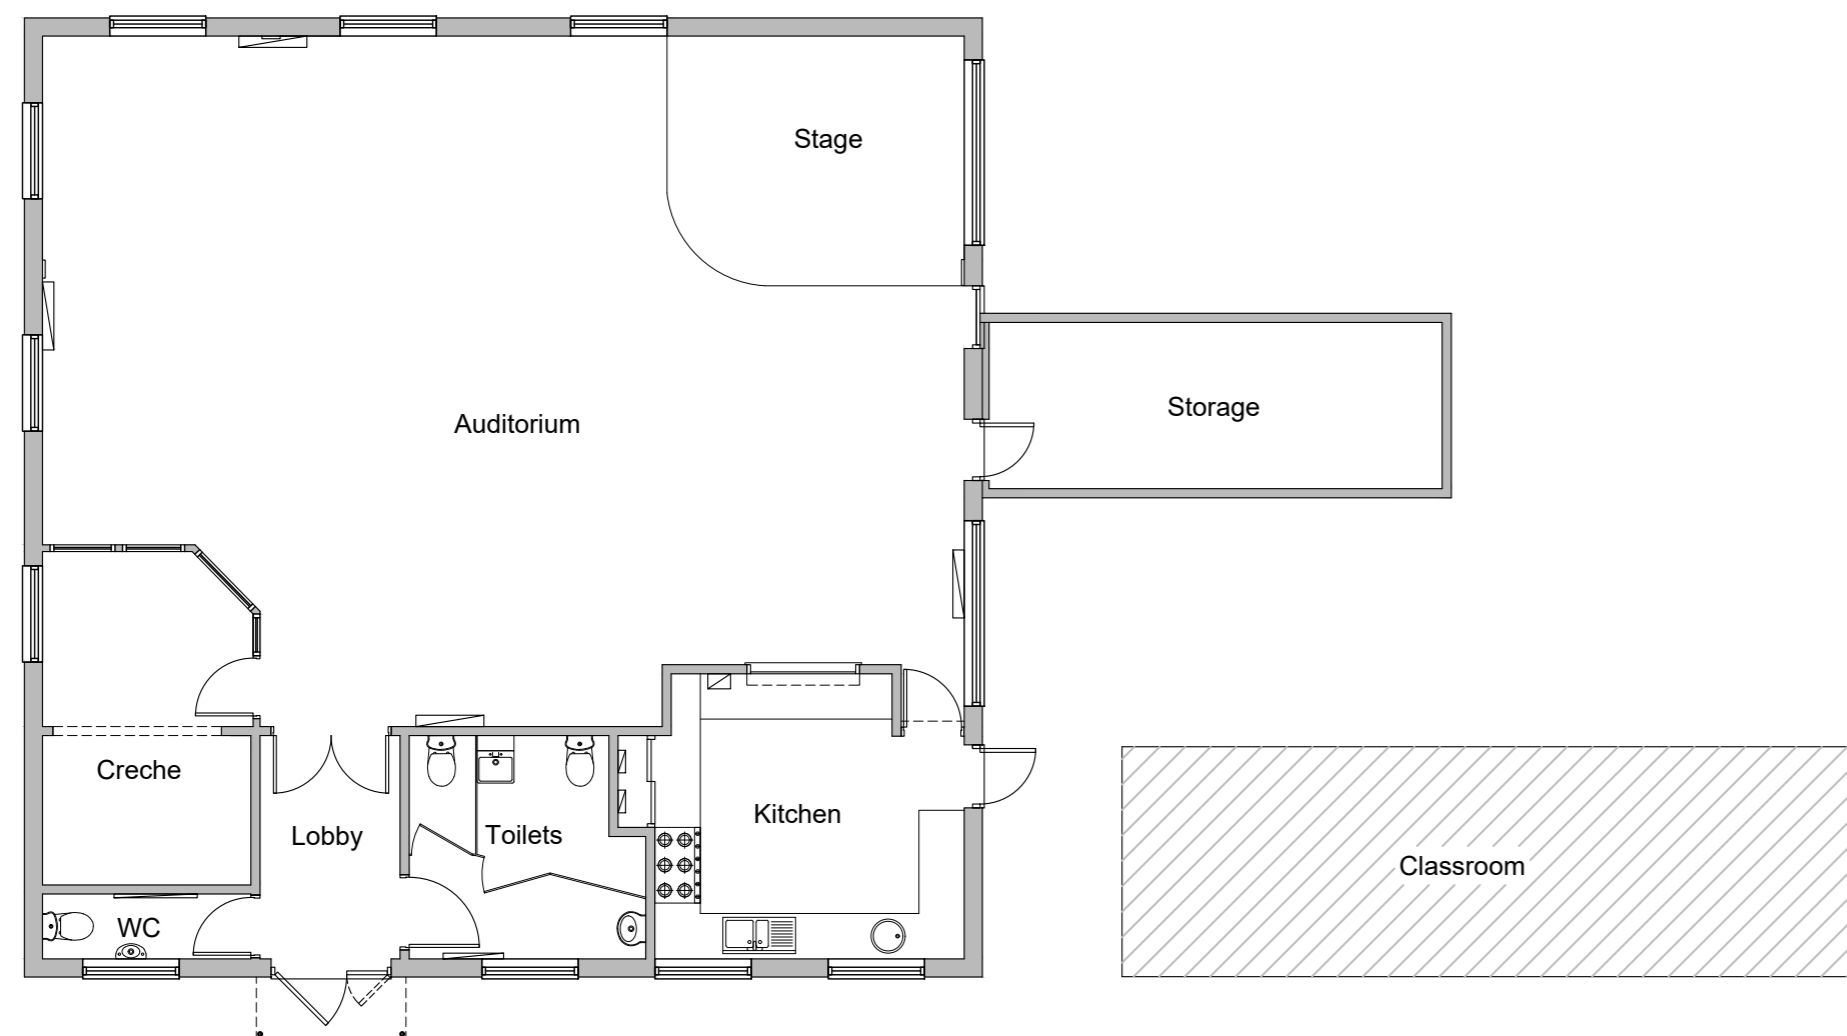 Stage
Storage
Auditorium
Creche
Lobby
Toilets
Kitchen
Classroom
WC